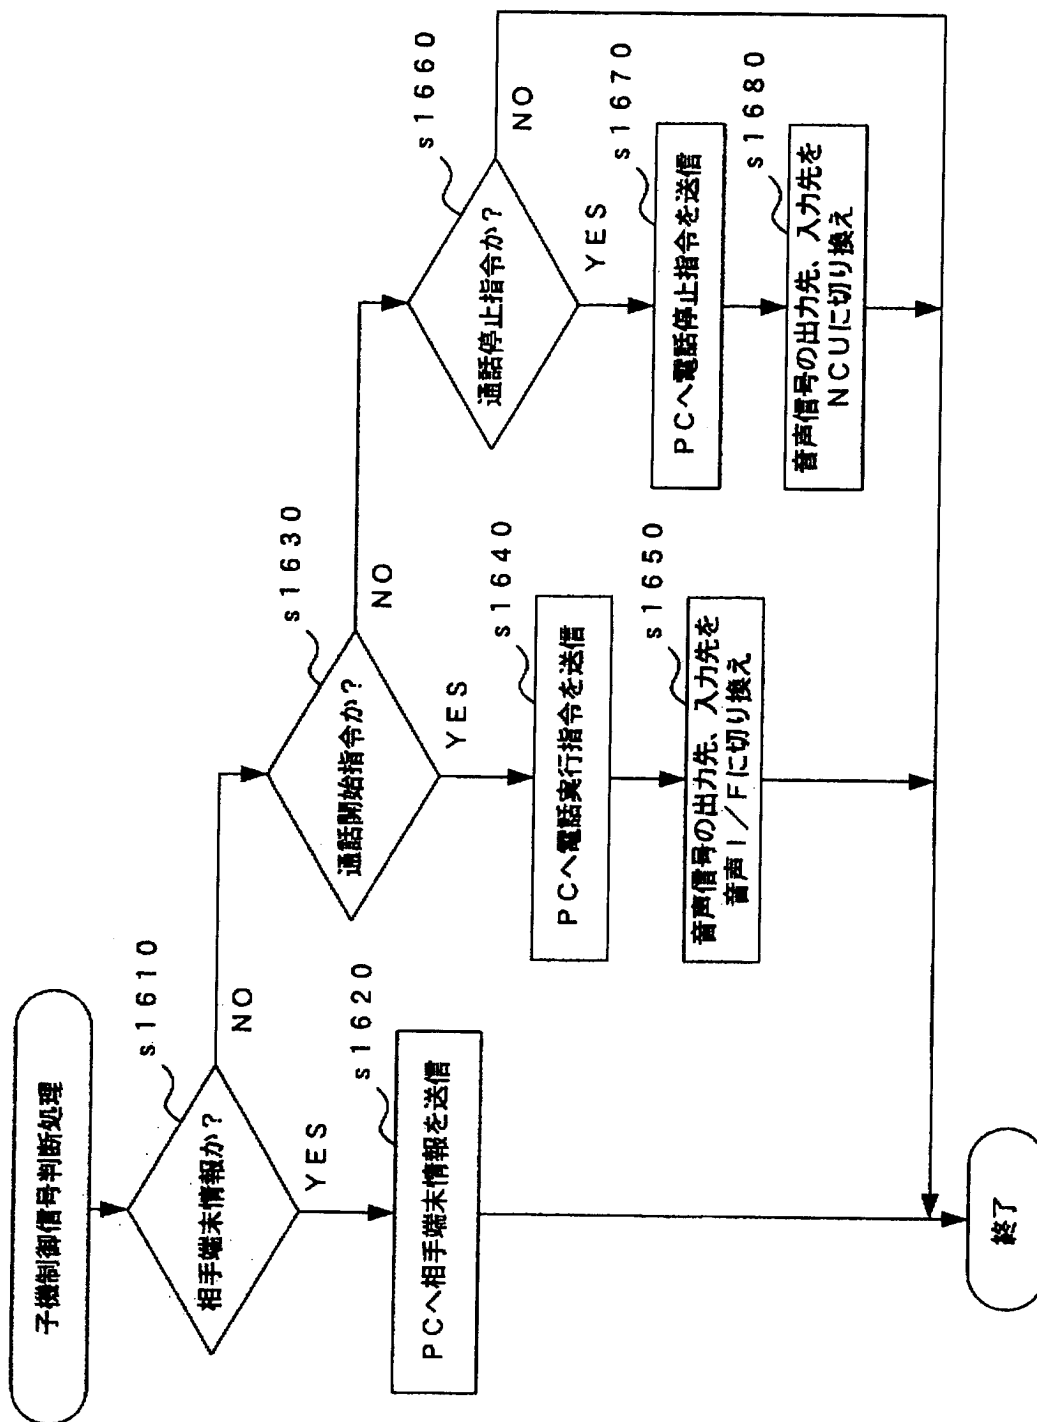 子機制御信号判断処理
s1610
相手端末情報か?
NO
YES
s1620
PCへ相手端末情報を送信
s1630
通話開始指令か?
NO
YES
s1640
PCへ電話実行指令を送信
s1650
音声信号の出力先、入力先を
音声I/Fに切り換え
s1660
通話停止指令か?
NO
YES
s1670
PCへ電話停止指令を送信
s1680
音声信号の出力先、入力先を
NCUに切り換え
終了